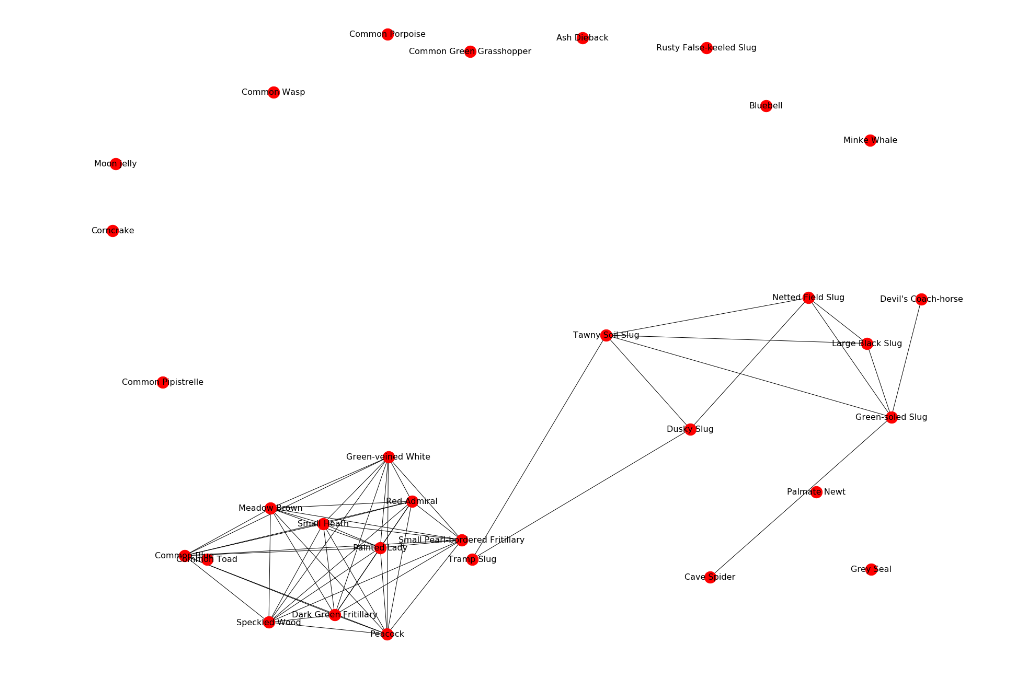 Common Porpoise
Ash Dieback
Rusty False-keeled Slug
Common Green Grasshopper
Common Wasp
Bluebell
Minke Whale
Moon Jelly
Corncrake
Netted Field Slug
Devil's Coach-horse
Tawny Soil Slug
Large Black Slug
Common Pipistrelle
Green-soled Slug
Dusky Slug
Green-veined White
Palmate Newt
Red Admiral
Meadow Brown
Small Heath
Small Pearl-bordered Fritillary
Painted Lady
Common Blue
Common Toad
Tramp Slug
Grey Seal
Cave Spider
Dark Green Fritillary
Speckled Wood
Peacock